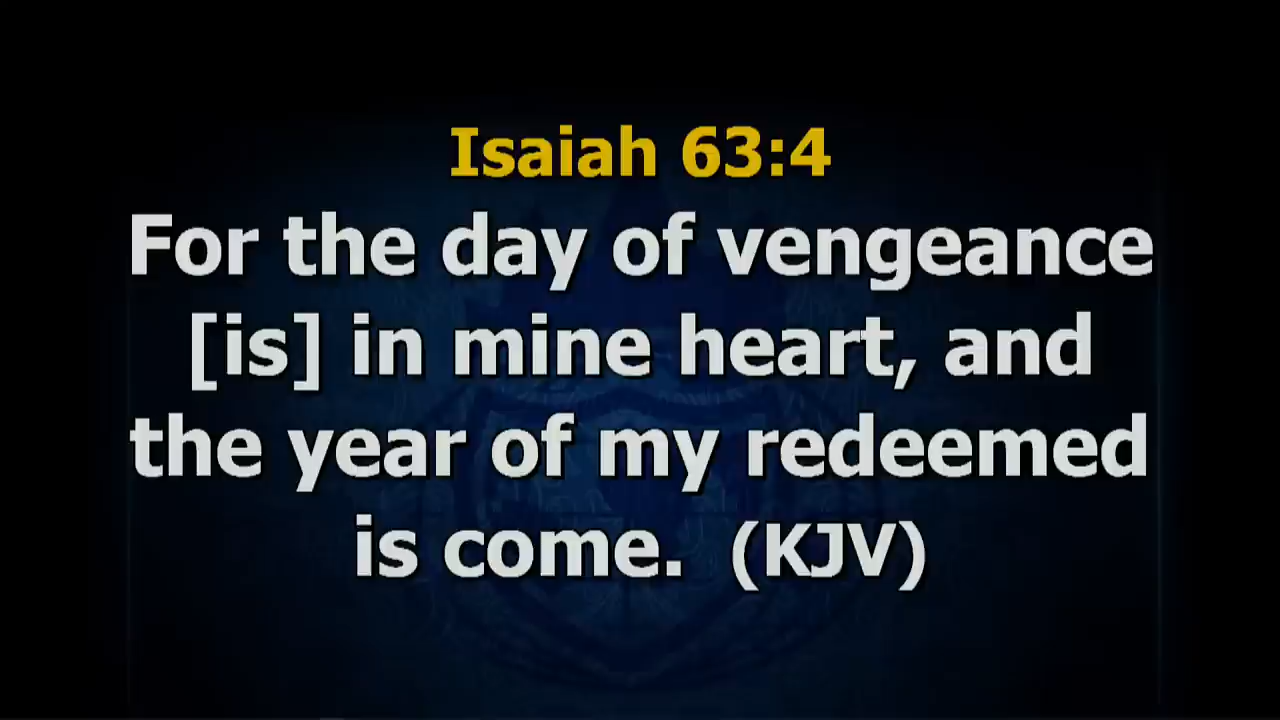 Isaiah 63:4
For the day of vengeance
[is] in mine heart, and
the year of my redeemed
is come.  (KJV)